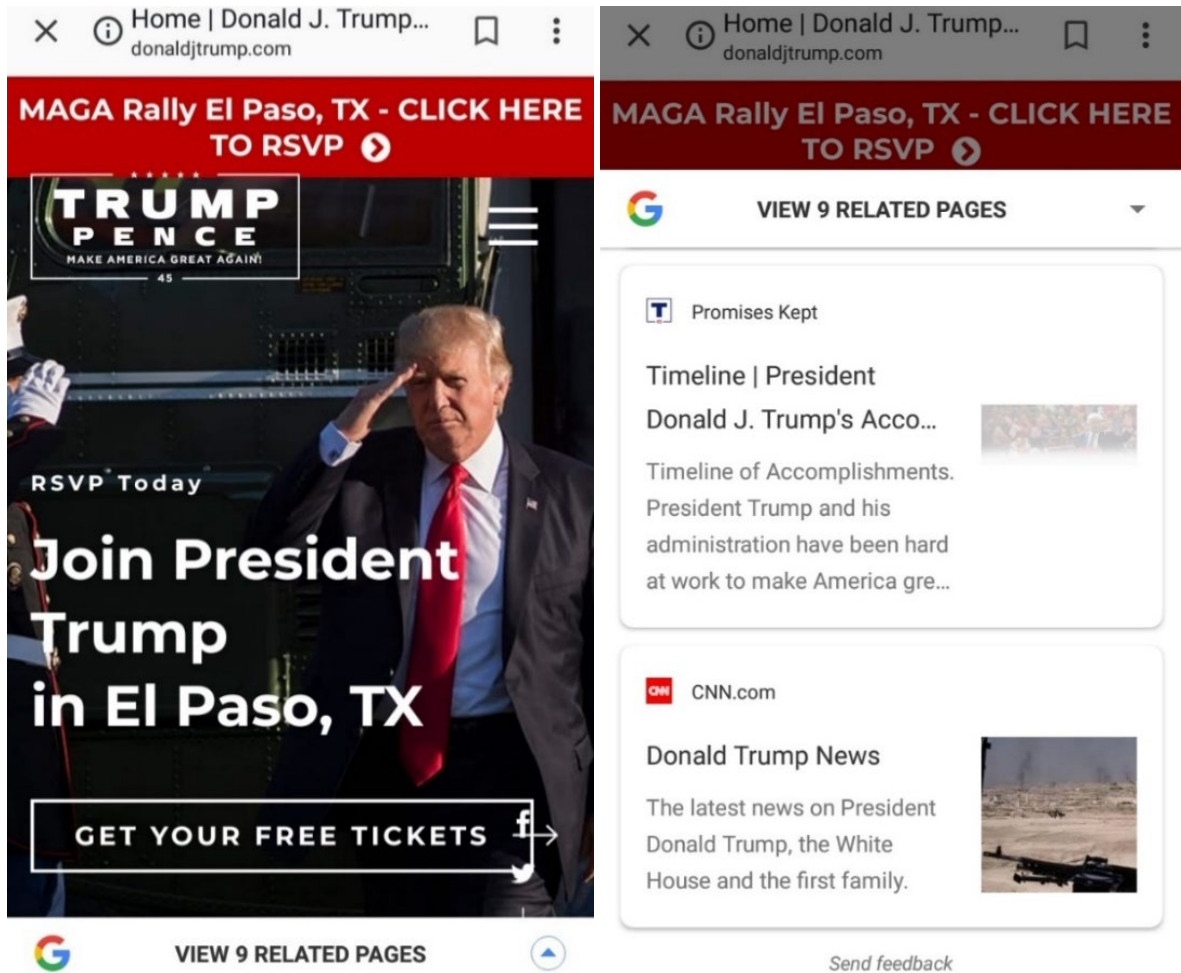 Home | Donald J. Trump...
donaldjtrump.com
MAGA Rally El Paso, TX - CLICK HERE
TO RSVP
TRUMP
PENCE
MAKE AMERICA GREAT AGAIN!
45
RSVP Today
Join President
Trump
in El Paso, TX
GET YOUR FREE TICKETS
VIEW 9 RELATED PAGES
Home | Donald J. Trump...
donaldjtrump.com
MAGA Rally El Paso, TX - CLICK HERE
TO RSVP
VIEW 9 RELATED PAGES
T Promises Kept
Timeline | President
Donald J. Trump's Acco...
Timeline of Accomplishments.
President Trump and his
administration have been hard
at work to make America gre...
CNN CNN.com
Donald Trump News
The latest news on President
Donald Trump, the White
House and the first family.
Send feedback